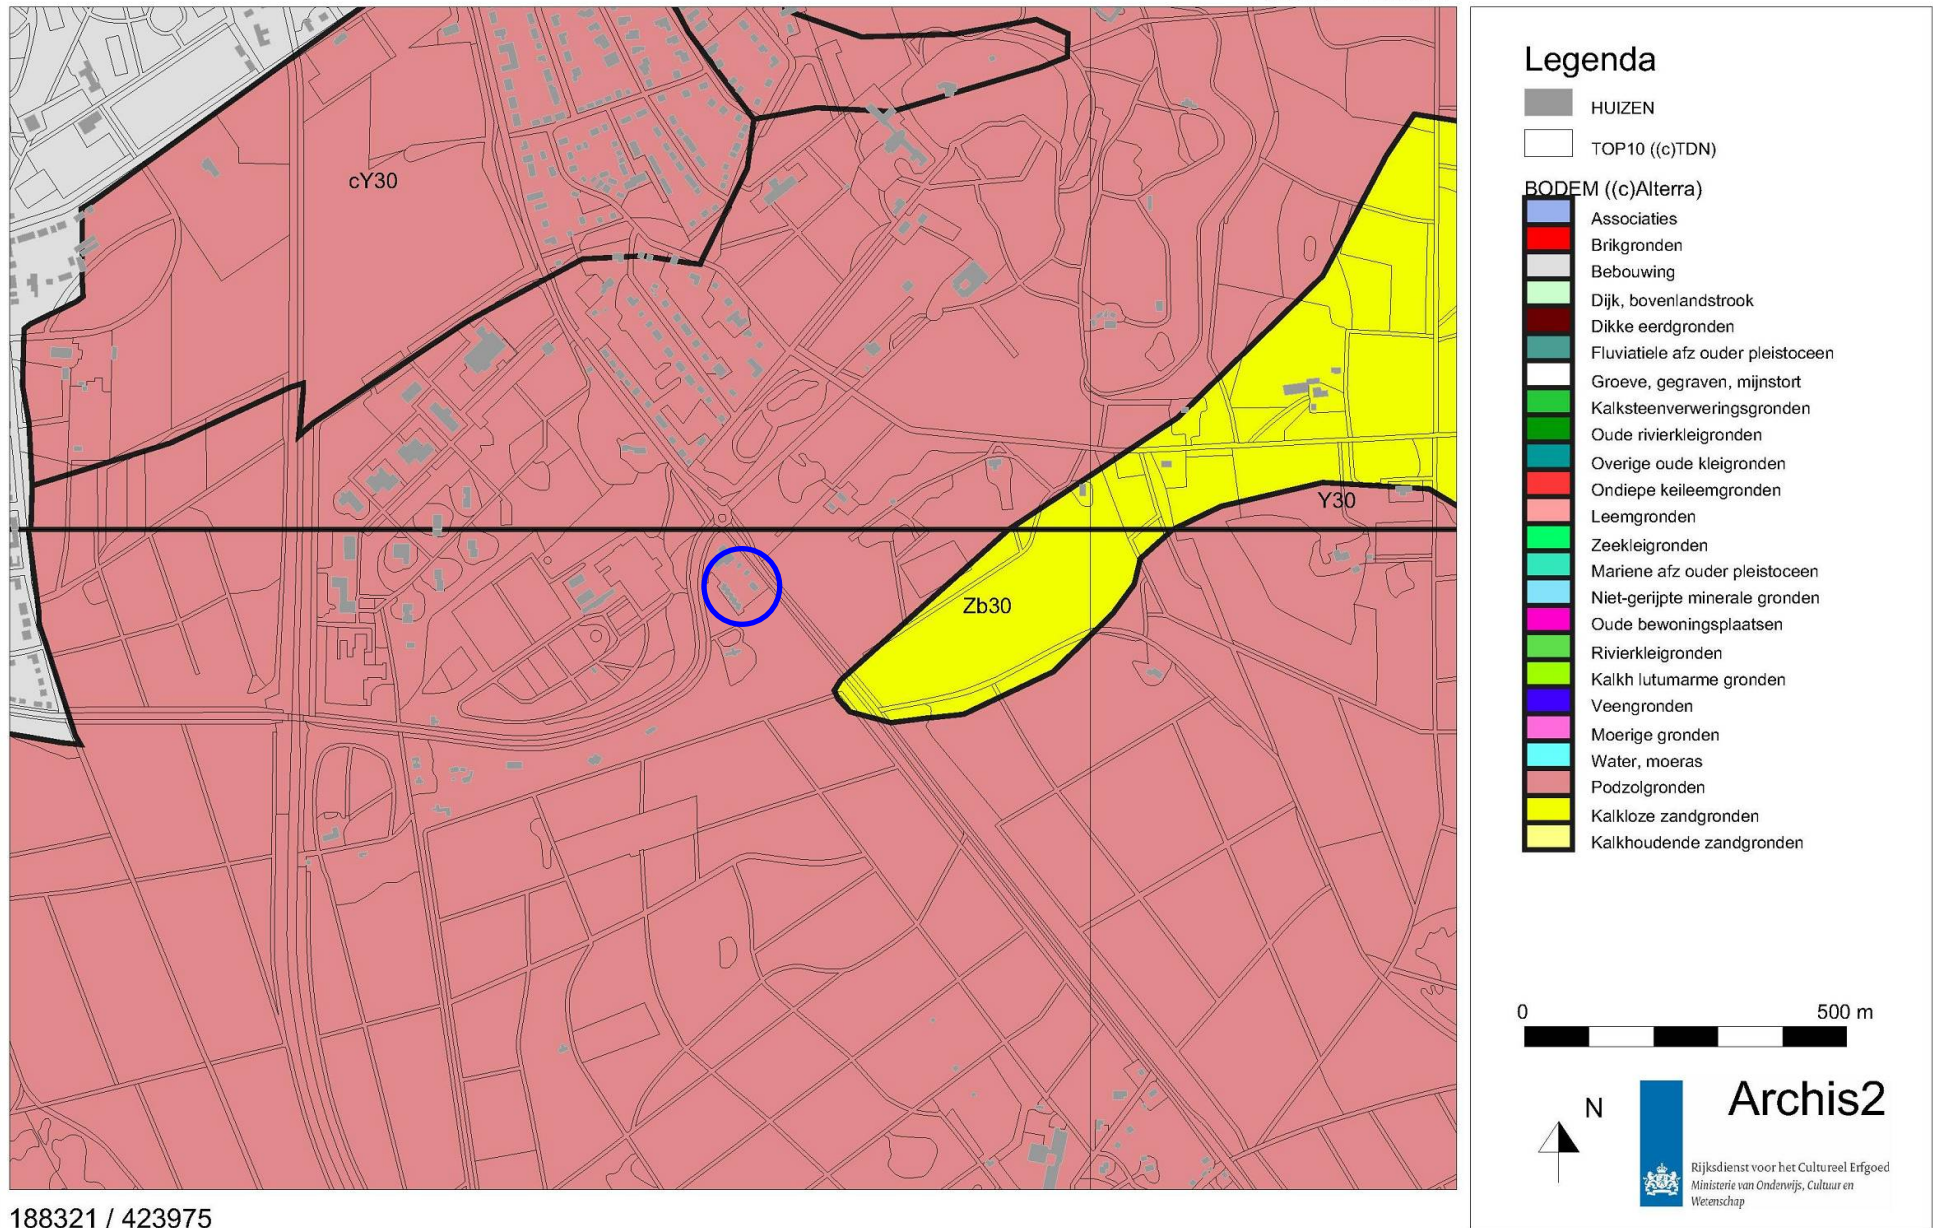 cY30
Y30
Zb30
188321 / 423975
Legenda
HUIZEN
TOP10 ((c)TDN)
BODEM ((c)Alterra)
Associaties
Brikgronden
Bebouwing
Dijk, bovenlandstrook
Dikke eerdgronden
Fluviatiele afz ouder pleistoceen
Groeve, gegraven, mijnstort
Kalksteenverweringsgronden
Oude rivierkleigronden
Overige oude kleigronden
Ondiepe keileemgronden
Leemgronden
Zeekleigronden
Mariene afz ouder pleistoceen
Niet-gerijpte minerale gronden
Oude bewoningsplaatsen
Rivierkleigronden
Kalkh lutumarme gronden
Veengronden
Moerige gronden
Water, moeras
Podzolgronden
Kalkloze zandgronden
Kalkhoudende zandgronden
0 500 m
N
Archis2
Rijksdienst voor het Cultureel Erfgoed
Ministerie van Onderwijs, Cultuur en
Wetenschap